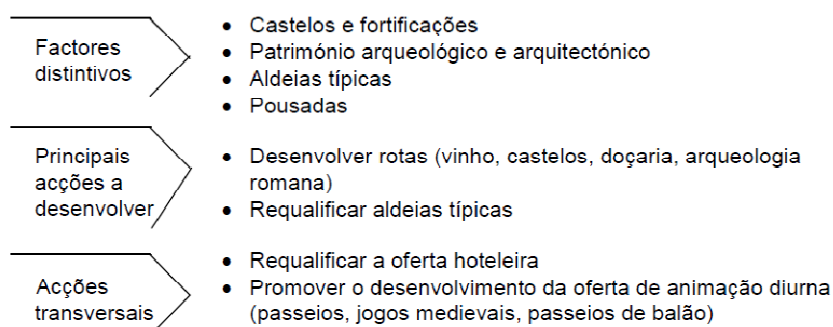 Factores
distintivos
• Castelos e fortificações
• Património arqueológico e arquitectónico
• Aldeias típicas
• Pousadas
Principais
acções a
desenvolver
• Desenvolver rotas (vinho, castelos, doçaria, arqueologia
romana)
• Requalificar aldeias típicas
Acções
transversais
• Requalificar a oferta hoteleira
• Promover o desenvolvimento da oferta de animação diurna
(passeios, jogos medievais, passeios de balão)